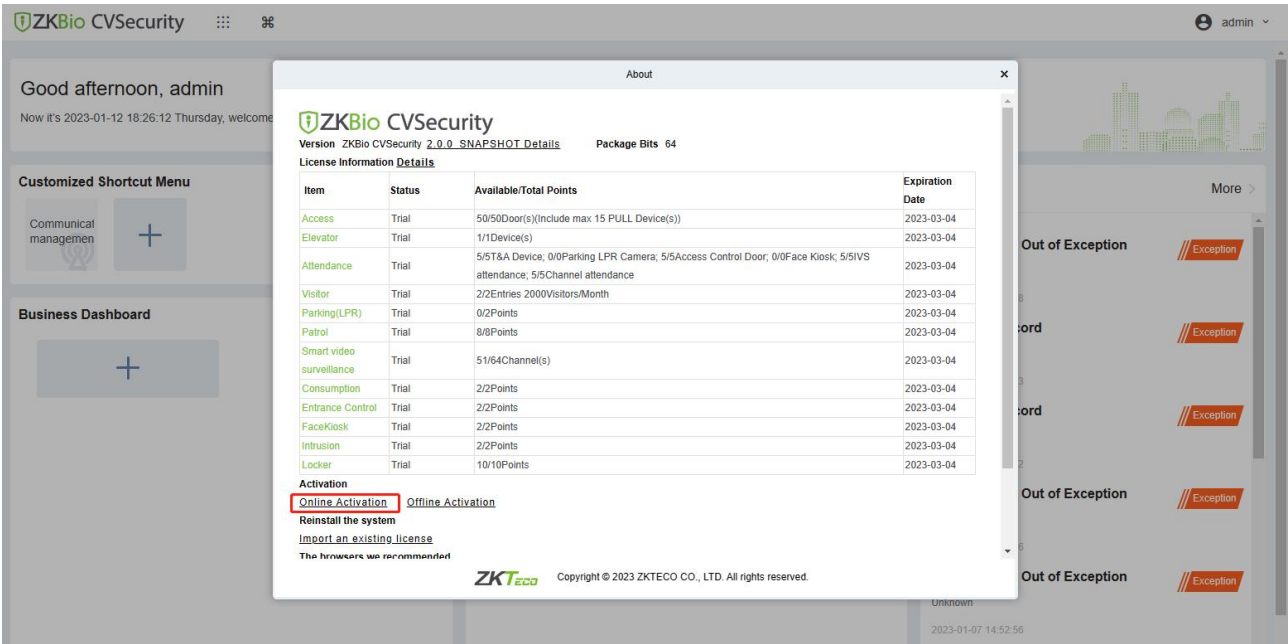 ZKBio CVSecurity
admin
Good afternoon, admin
Now it's 2023-01-12 18:26:12 Thursday, welcome
Customized Shortcut Menu
Communical
managemen
Business Dashboard
About
ZKBio CVSecurity
Version ZKBio CVSecurity 2.0.0_SNAPSHOT Details Package Bits 64
License Information Details
Item Status Available/Total Points Expiration Date
Access Trial 50/50Door(s)(Include max 15 PULL Device(s)) 2023-03-04
Elevator Trial 1/1Device(s) 2023-03-04
Attendance Trial 5/5T&A Device; 0/0Parking LPR Camera; 5/5Access Control Door; 0/0Face Kiosk; 5/5IVS
attendance; 5/5Channel attendance 2023-03-04
Visitor Trial 2/2Entries 2000Visitors/Month 2023-03-04
Parking(LPR) Trial 0/2Points 2023-03-04
Patrol Trial 8/8Points 2023-03-04
Smart video
surveillance Trial 51/64Channel(s) 2023-03-04
Consumption Trial 2/2Points 2023-03-04
Entrance Control Trial 2/2Points 2023-03-04
FaceKiosk Trial 2/2Points 2023-03-04
Intrusion Trial 2/2Points 2023-03-04
Locker Trial 10/10Points 2023-03-04
Activation
Online Activation Offline Activation
Reinstall the system
Import an existing license
The browsers we recommended
ZKTeco Copyright © 2023 ZKTECO CO., LTD. All rights reserved.
More >
Out of Exception
Exception
8
cord
Exception
3
cord
Exception
2
Out of Exception
Exception
6
Out of Exception
Exception
Unknown
2023-01-07 14:52:56